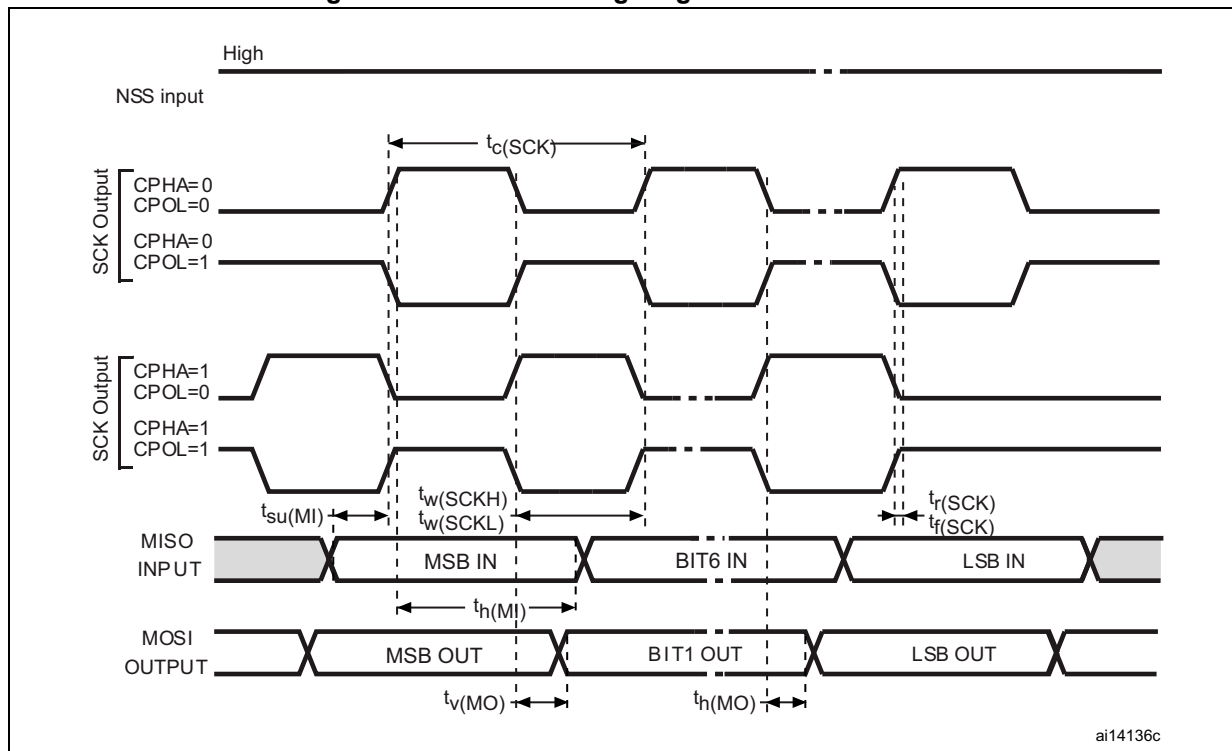 High
NSS input
tc(SCK)
SCK Output
CPHA=0
CPOL=0
CPHA=0
CPOL=1
SCK Output
CPHA=1
CPOL=0
CPHA=1
CPOL=1
tw(SCKH)
tw(SCKL)
tr(SCK)
tf(SCK)
tsu(MI)
MISO
INPUT
MSB IN
BIT6 IN
LSB IN
th(MI)
MOSI
OUTPUT
MSB OUT
BIT1 OUT
LSB OUT
tv(MO)
th(MO)
ai14136c